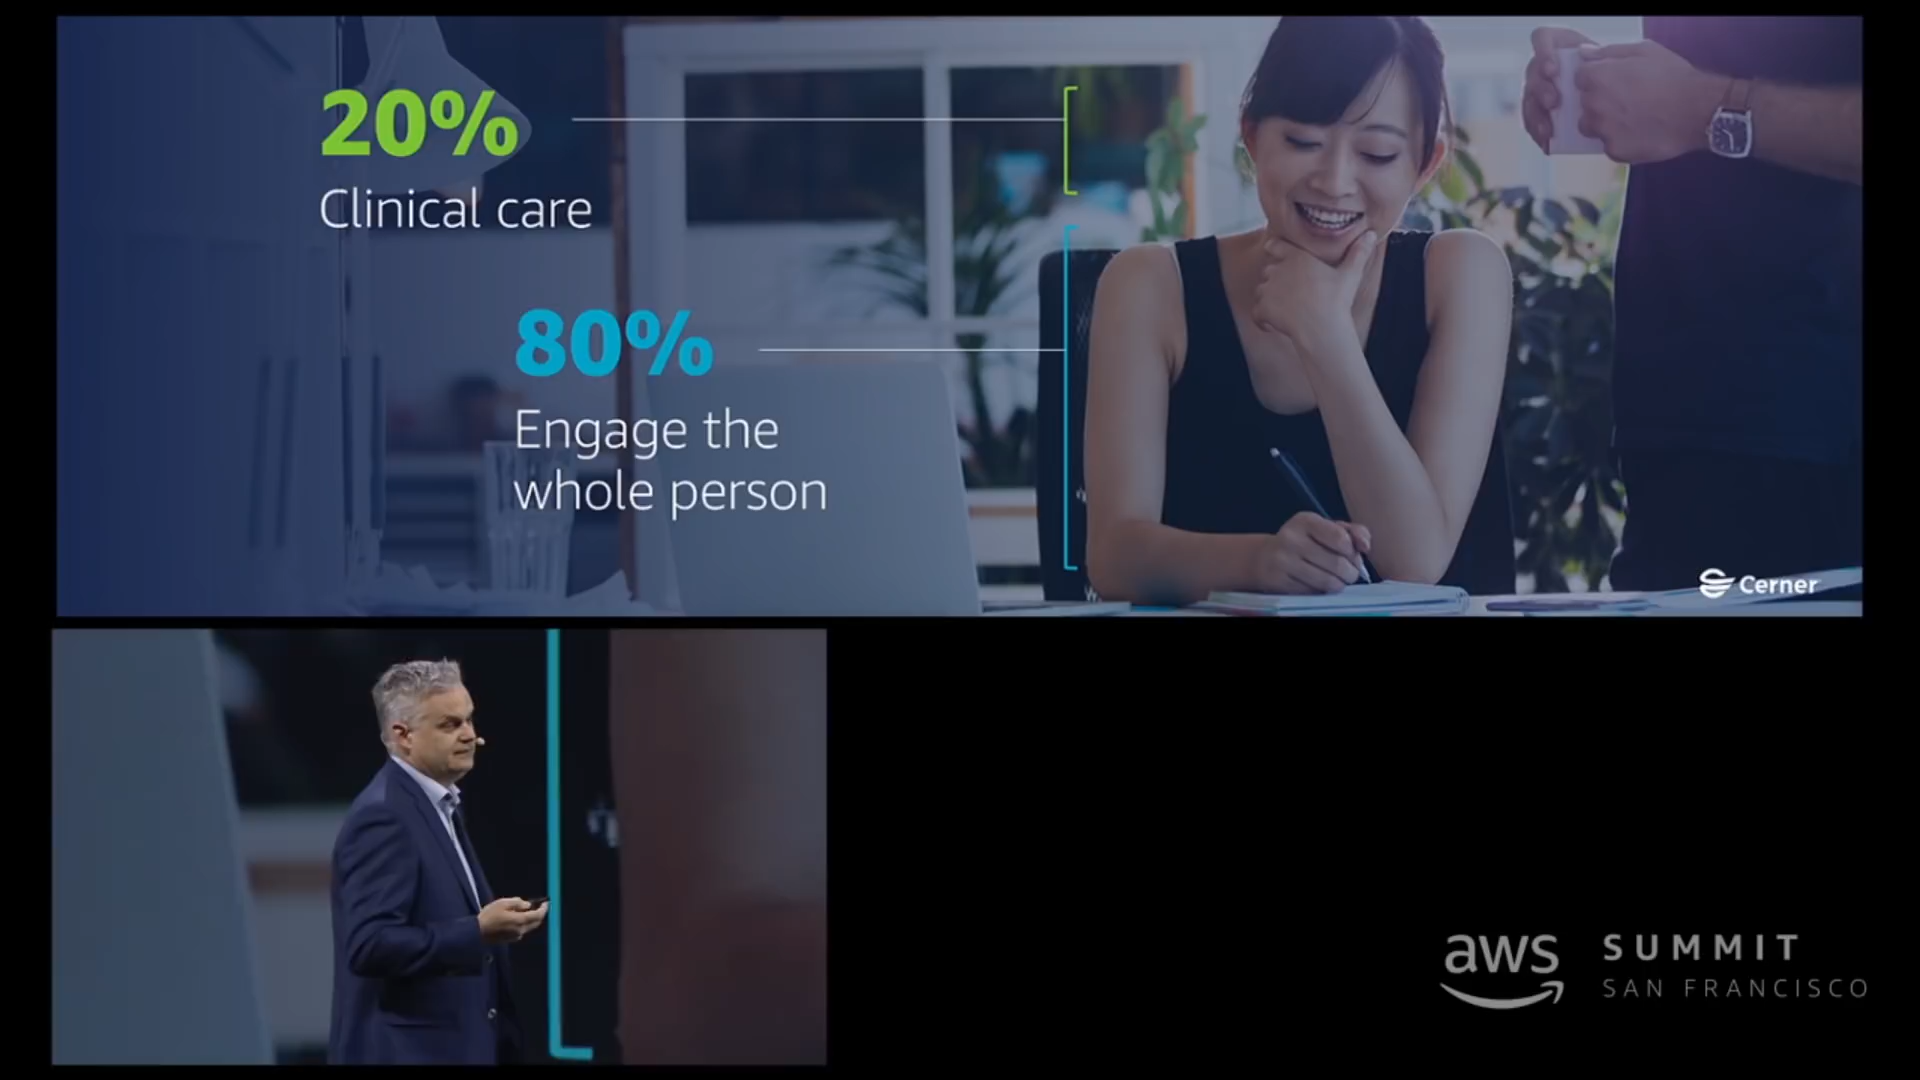 20%
Clinical care
80%
Engage the
whole person
Cerner
aws
SUMMIT
SAN FRANCISCO